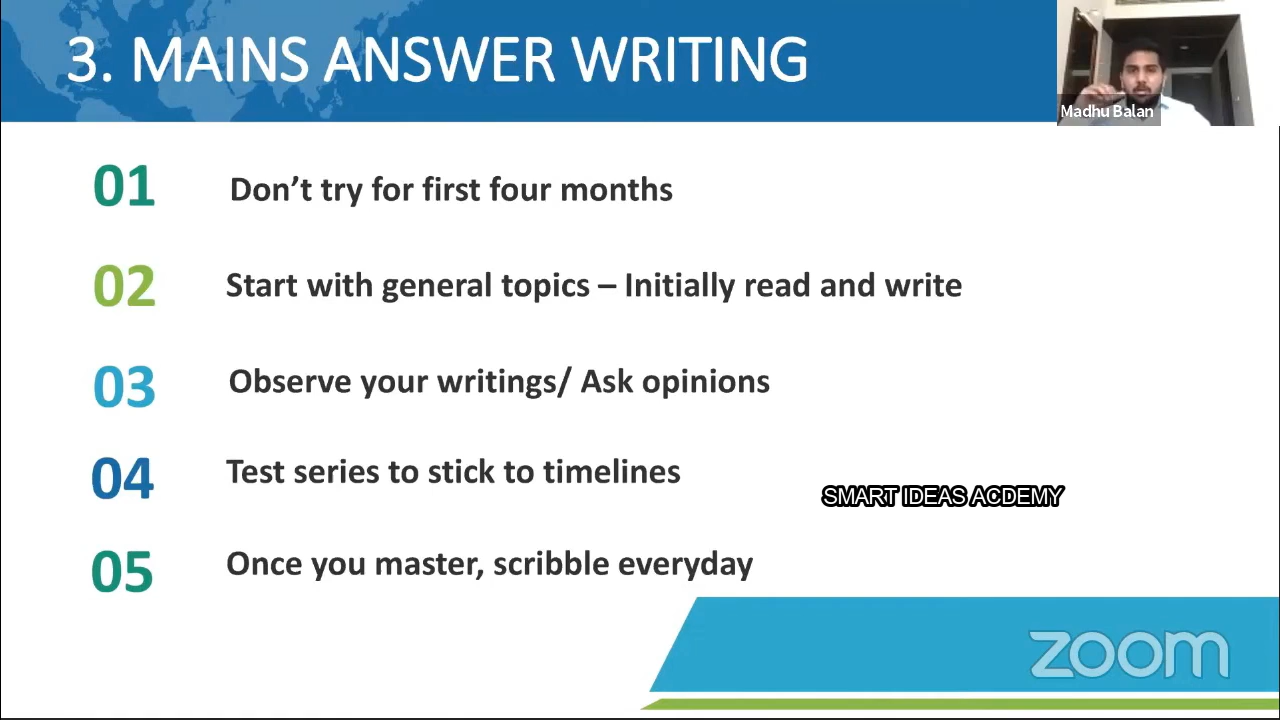 3. MAINS ANSWER WRITING
Madhu Balan
01 Don’t try for first four months
02 Start with general topics – Initially read and write
03 Observe your writings/ Ask opinions
04 Test series to stick to timelines
SMART IDEAS ACDEMY
05 Once you master, scribble everyday
zoom